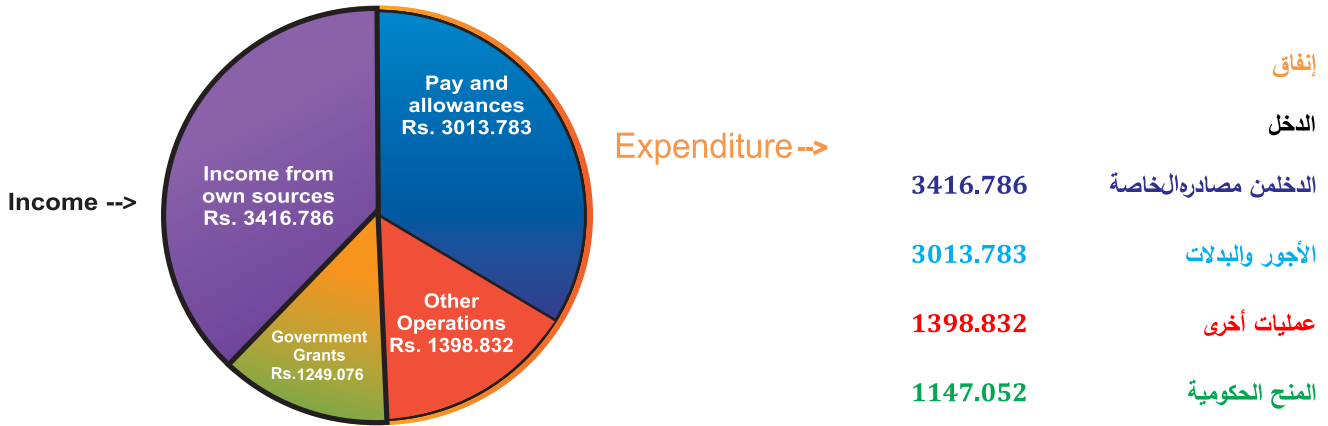 Income -->
Income from
own sources
Rs. 3416.786
Government
Grants
Rs.1249.076
Pay and
allowances
Rs. 3013.783
Other
Operations
Rs. 1398.832
Expenditure -->
إنفاق
الدخل
الدخلمن مصادرهالخاصة 3416.786
الأجور والبدلات 3013.783
عمليات أخرى 1398.832
المنح الحكومية 1147.052